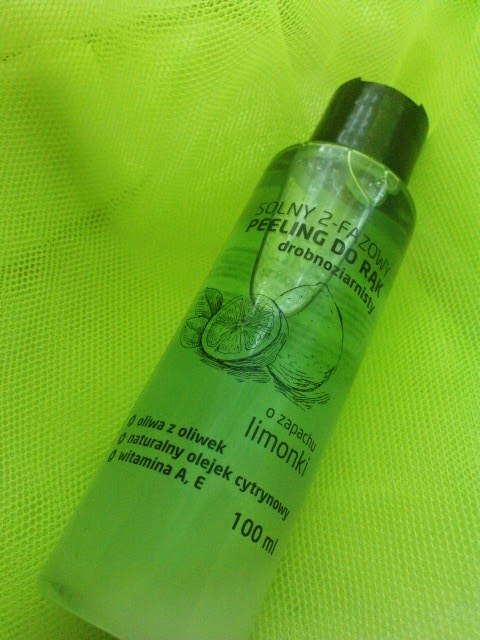 SOLNY 2-FAZOWY
PEELING DO RĄK
drobnoziarnisty
o zapachu
limonki
oliwa z oliwek
naturalny olejek cytrynowy
witamina A, E
100 ml